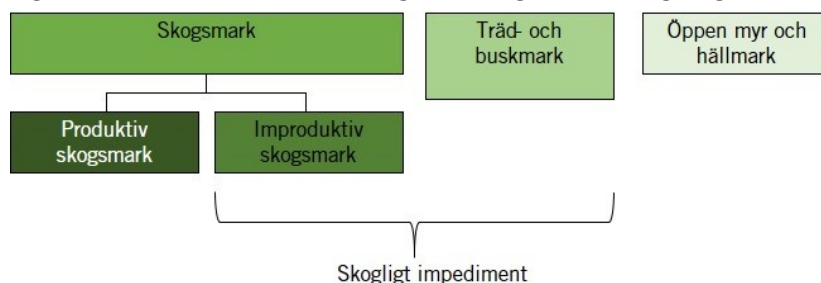 Skogsmark
Träd- och
buskmark
Öppen myr och
hällmark
Produktiv
skogsmark
Improduktiv
skogsmark
Skogligt impediment